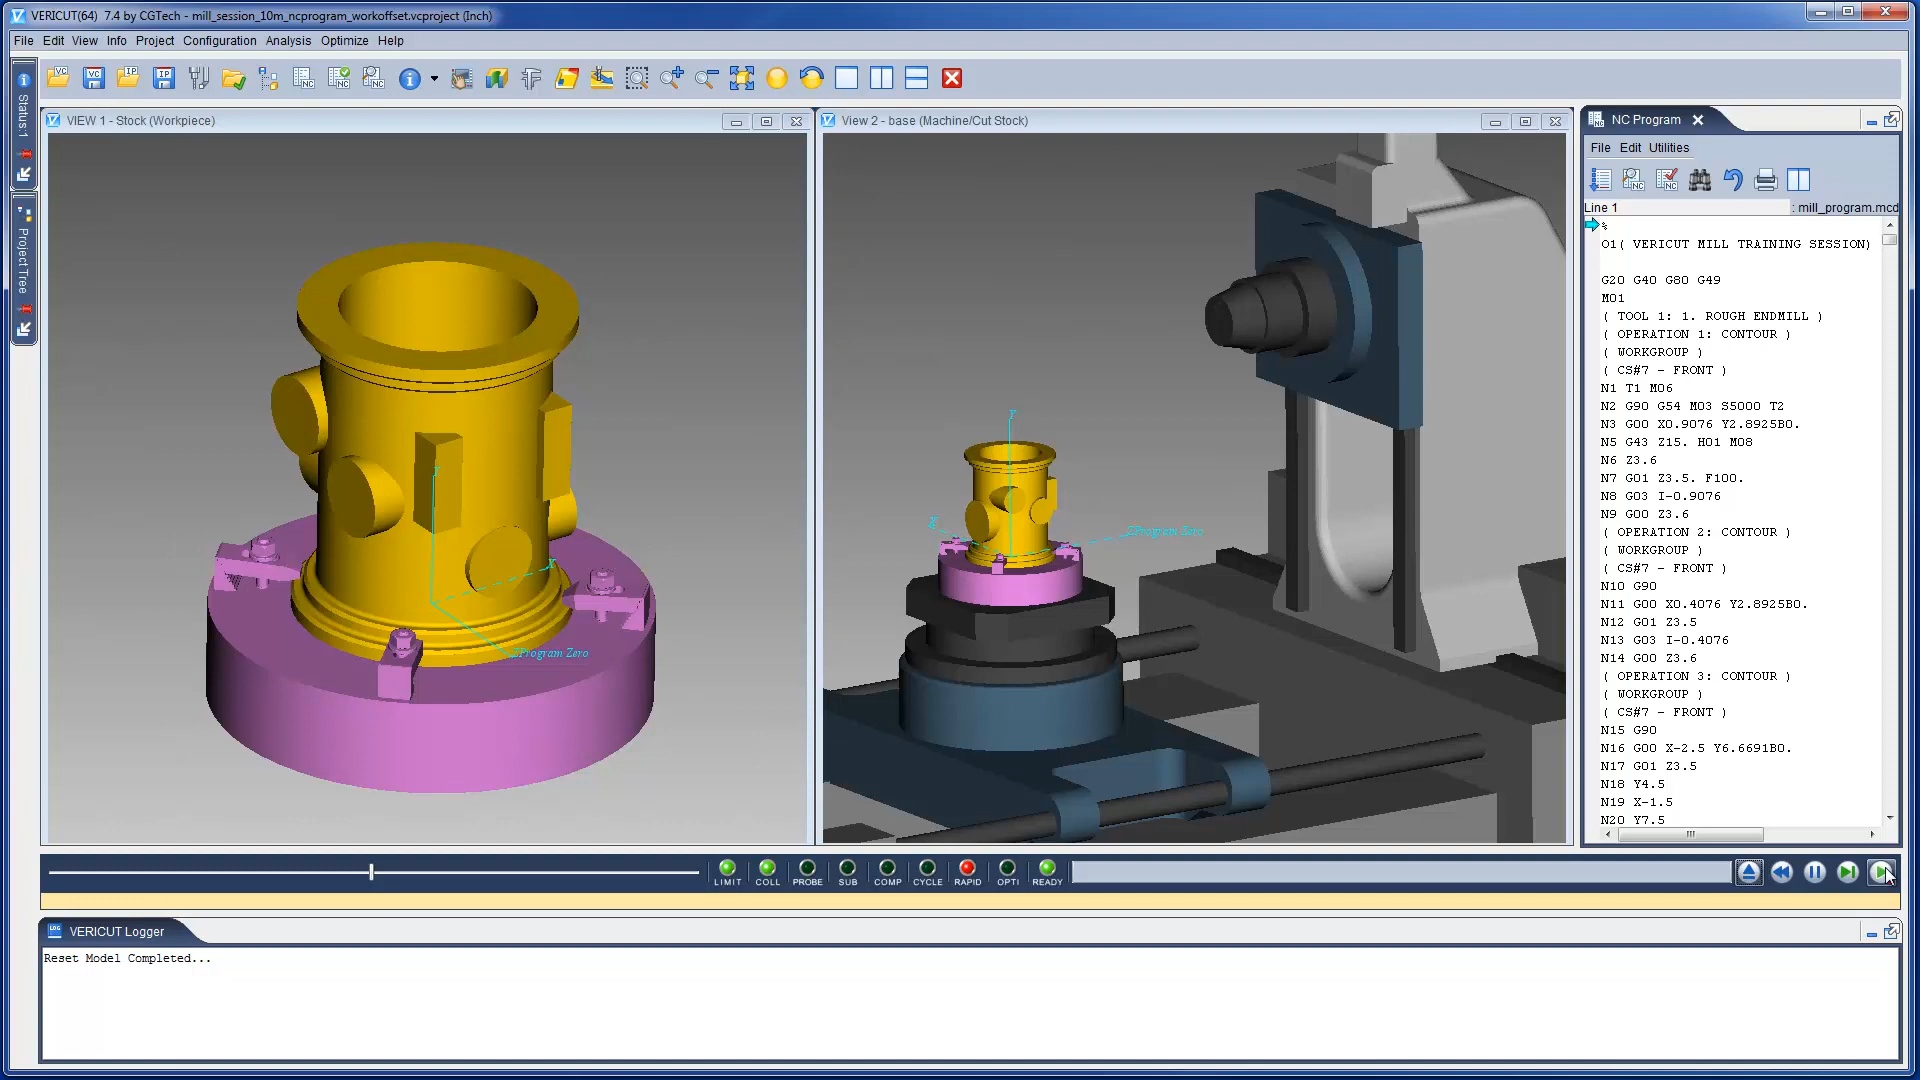 VERICUT(64) 7.4 by CGTech - mill_session_10m_ncprogram_workoffset.vcproject (Inch)
File Edit View Info Project Configuration Analysis Optimize Help
Status:1
Project Tree
VIEW 1 - Stock (Workpiece)
Y
X
ZProgram Zero
View 2 - base (Machine/Cut Stock)
Y
ZProgram Zero
NC Program
File Edit Utilities
Line 1 : mill_program.mcd
%
O1( VERICUT MILL TRAINING SESSION)
G20 G40 G80 G49
M01
( TOOL 1: 1. ROUGH ENDMILL )
( OPERATION 1: CONTOUR )
( WORKGROUP )
( CS#7 - FRONT )
N1 T1 M06
N2 G90 G54 M03 S5000 T2
N3 G00 X0.9076 Y2.8925B0.
N5 G43 Z15. H01 M08
N6 Z3.6
N7 G01 Z3.5. F100.
N8 G03 I-0.9076
N9 G00 Z3.6
( OPERATION 2: CONTOUR )
( WORKGROUP )
( CS#7 - FRONT )
N10 G90
N11 G00 X0.4076 Y2.8925B0.
N12 G01 Z3.5
N13 G03 I-0.4076
N14 G00 Z3.6
( OPERATION 3: CONTOUR )
( WORKGROUP )
( CS#7 - FRONT )
N15 G90
N16 G00 X-2.5 Y6.6691B0.
N17 G01 Z3.5
N18 Y4.5
N19 X-1.5
N20 Y7.5
LIMIT COLL PROBE SUB COMP CYCLE RAPID OPTI READY
LOG VERICUT Logger
Reset Model Completed...